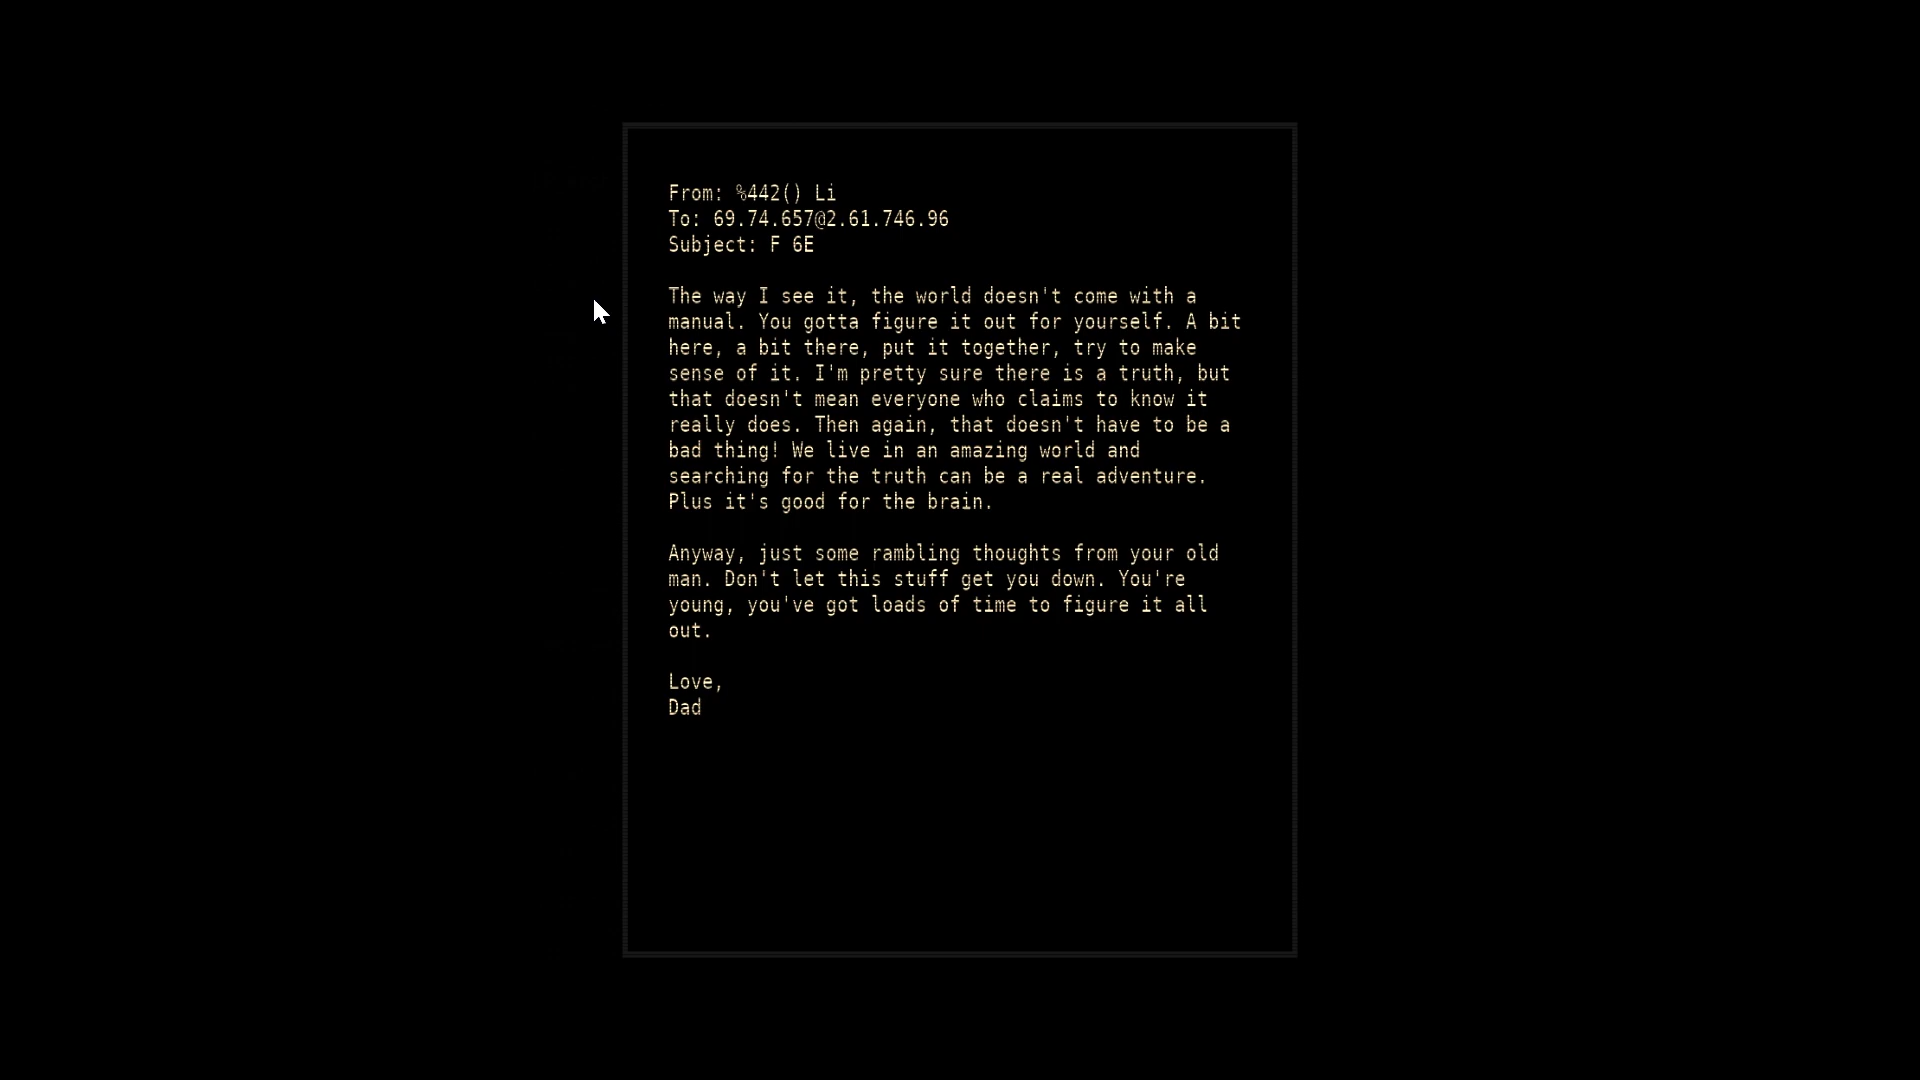 From: %442() Li
To: 69.74.657@2.61.746.96
Subject: F 6E
The way I see it, the world doesn't come with a
manual. You gotta figure it out for yourself. A bit
here, a bit there, put it together, try to make
sense of it. I'm pretty sure there is a truth, but
that doesn't mean everyone who claims to know it
really does. Then again, that doesn't have to be a
bad thing! We live in an amazing world and
searching for the truth can be a real adventure.
Plus it's good for the brain.
Anyway, just some rambling thoughts from your old
man. Don't let this stuff get you down. You're
young, you've got loads of time to figure it all
out.
Love,
Dad